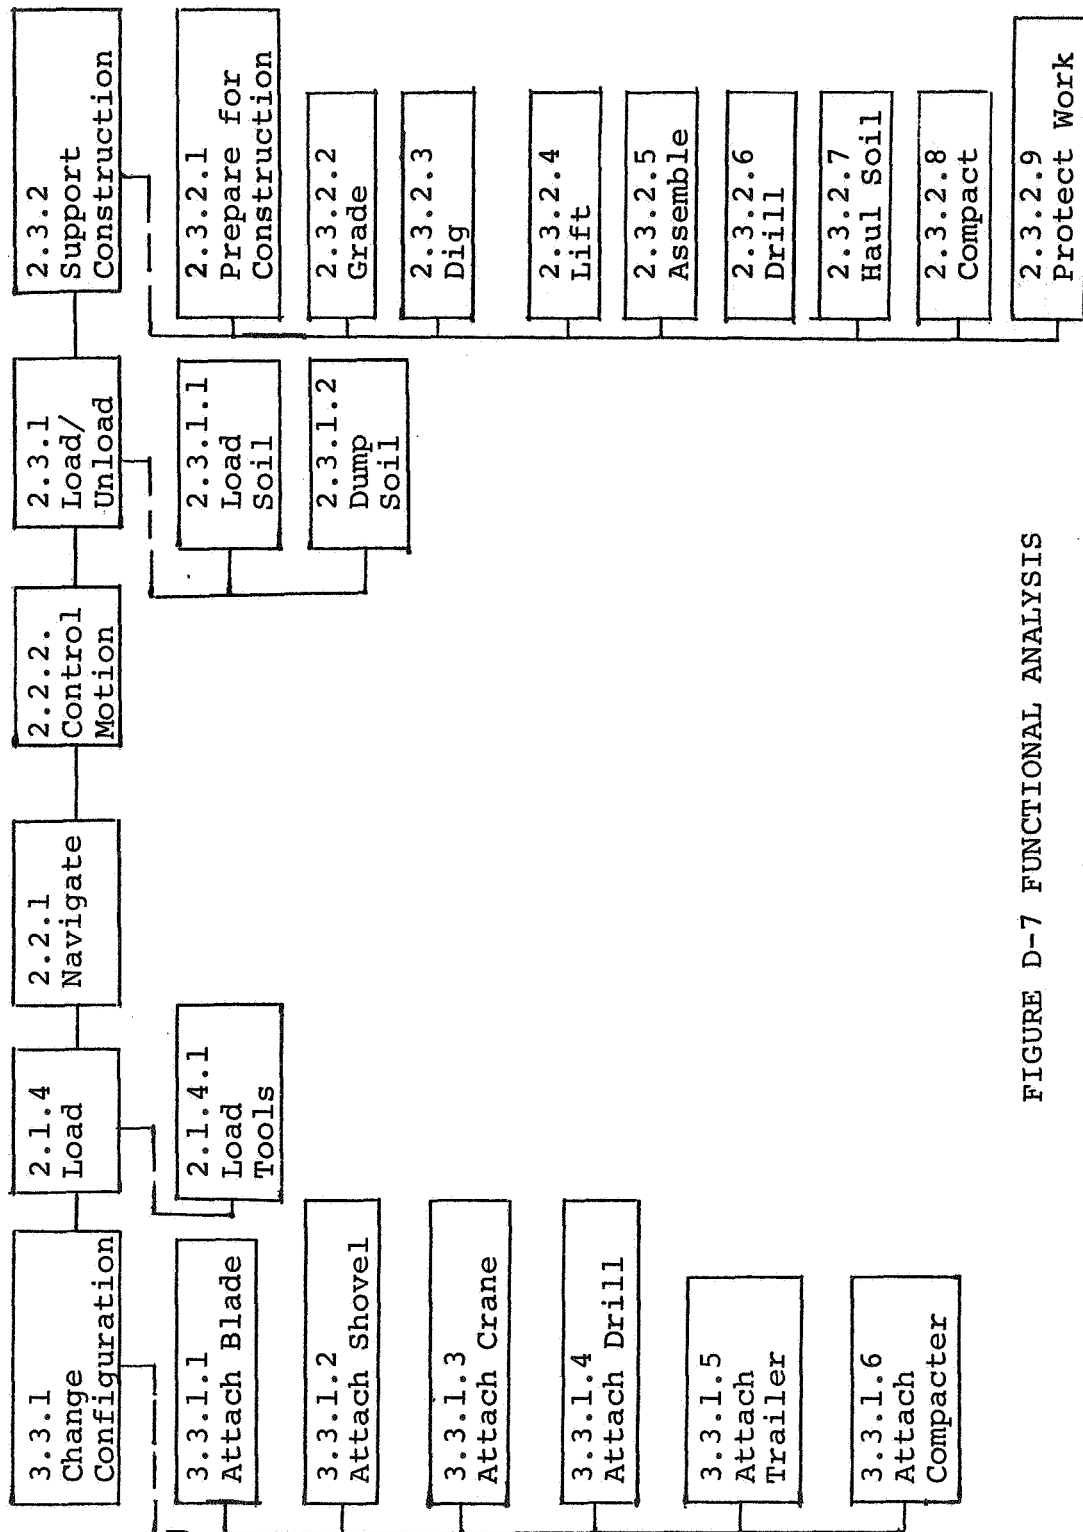 3.3.1
Change
Configuration
2.1.4
Load
2.2.1
Navigate
2.2.2.
Control
Motion
2.3.1
Load/
Unload
2.3.2
Support
Construction
3.3.1.1
Attach Blade
3.3.1.2
Attach Shovel
3.3.1.3
Attach Crane
3.3.1.4
Attach Drill
3.3.1.5
Attach
Trailer
3.3.1.6
Attach
Compacter
2.1.4.1
Load
Tools
2.3.1.1
Load
Soil
2.3.1.2
Dump
Soil
2.3.2.1
Prepare for
Construction
2.3.2.2
Grade
2.3.2.3
Dig
2.3.2.4
Lift
2.3.2.5
Assemble
2.3.2.6
Drill
2.3.2.7
Haul Soil
2.3.2.8
Compact
2.3.2.9
Protect Work
FIGURE D-7 FUNCTIONAL ANALYSIS